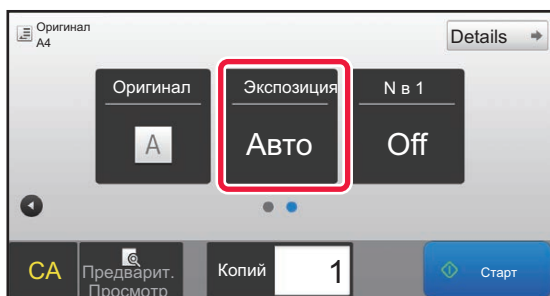 Оригинал
A4
Details
Оригинал
Экспозиция
N в 1
A
Авто
Off
CA
Предварит.
Просмотр
Копий
1
Старт